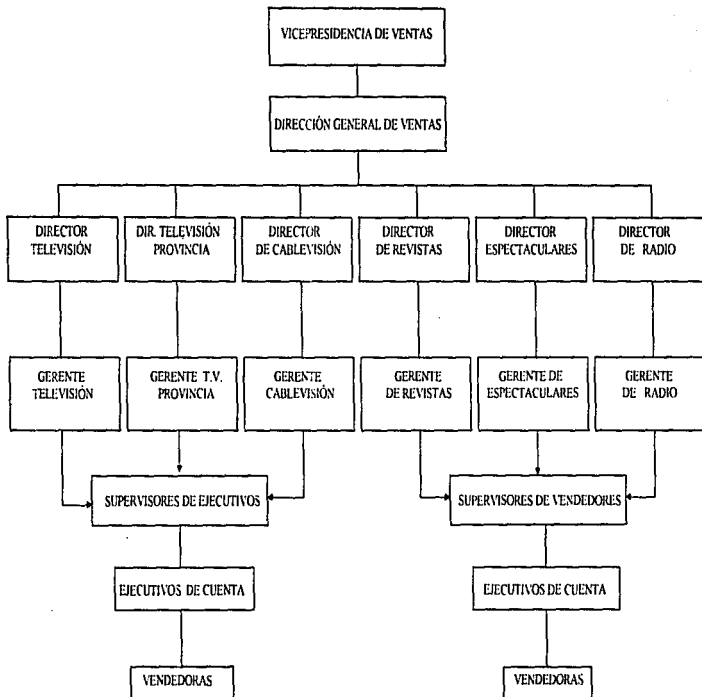 VICEPRESIDENCIA DE VENTAS
DIRECCIÓN GENERAL DE VENTAS
DIRECTOR
TELEVISIÓN
DIR. TELEVISIÓN
PROVINCIA
DIRECTOR
DE CABLEVISIÓN
DIRECTOR
DE REVISTAS
DIRECTOR
ESPECTACULARES
DIRECTOR
DE RADIO
GERENTE
TELEVISIÓN
GERENTE T.V.
PROVINCIA
GERENTE
CABLEVISIÓN
GERENTE
DE REVISTAS
GERENTE DE
ESPECTACULARES
GERENTE
DE RADIO
SUPERVISORES DE EJECUTIVOS
SUPERVISORES DE VENDEDORES
EJECUTIVOS DE CUENTA
EJECUTIVOS DE CUENTA
VENDEDORAS
VENDEDORAS